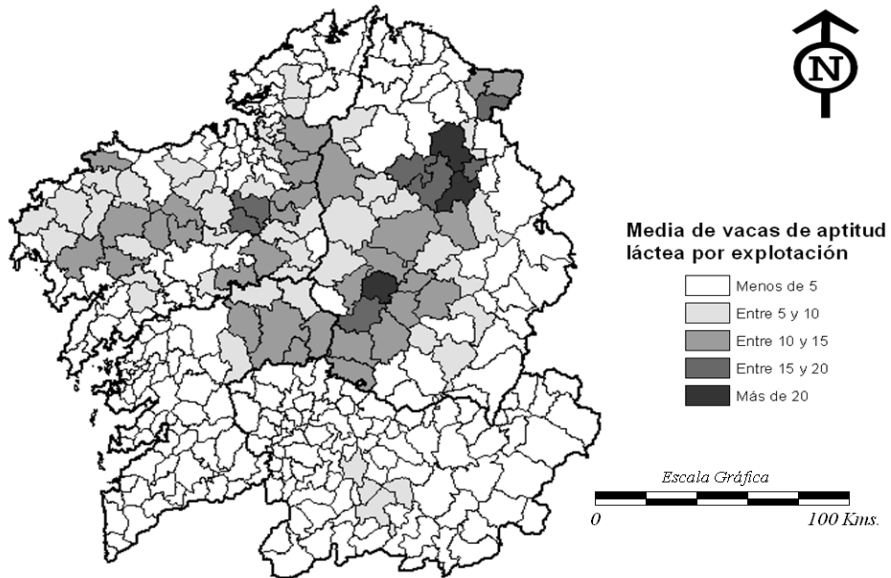 N
Media de vacas de aptitud
láctea por explotación
Menos de 5
Entre 5 y 10
Entre 10 y 15
Entre 15 y 20
Más de 20
Escala Gráfica
0 100 Kms.